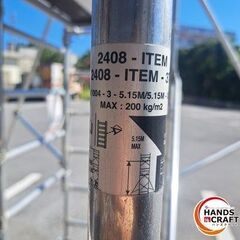 2408 - ITEM
2408 - ITEM - 3
004 - 3 - 5.15M/5.15M
MAX : 200 kg/m2
5.15M
MAX
HANDS
CRAFT